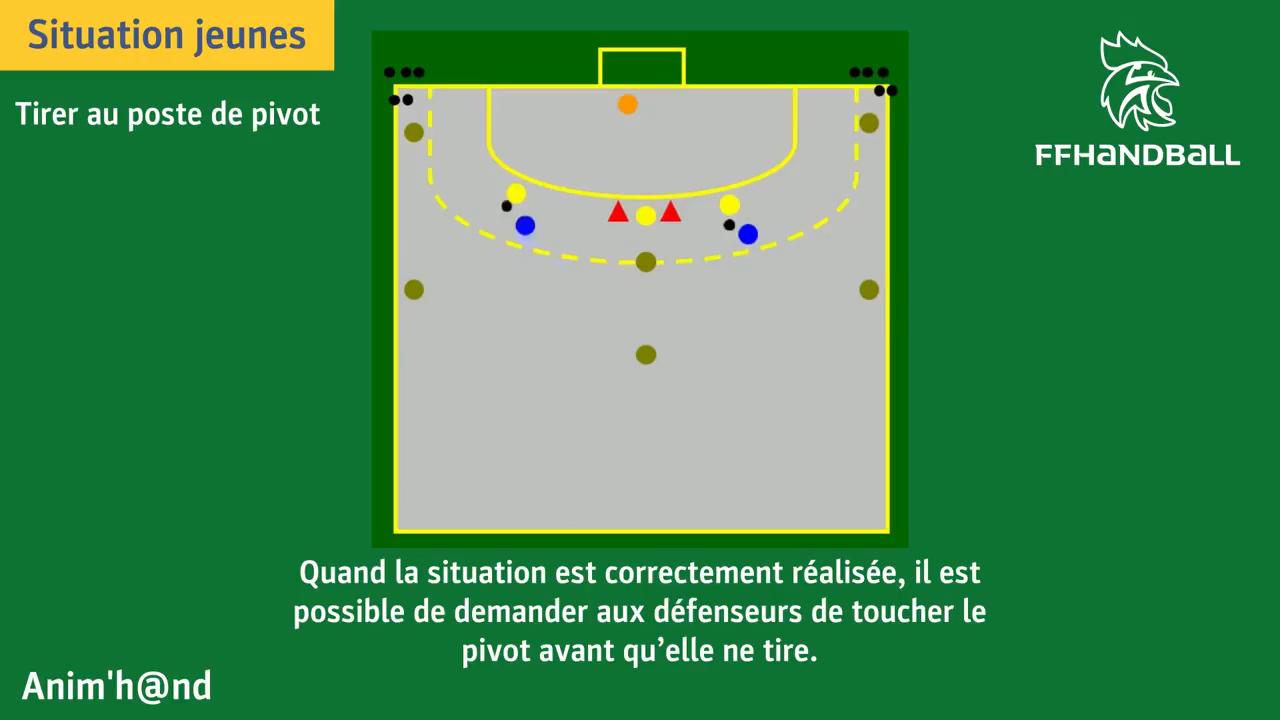 Situation jeunes
Tirer au poste de pivot
FFHANDBALL
Quand la situation est correctement réalisée, il est
possible de demander aux défenseurs de toucher le
pivot avant qu’elle ne tire.
Anim'h@nd